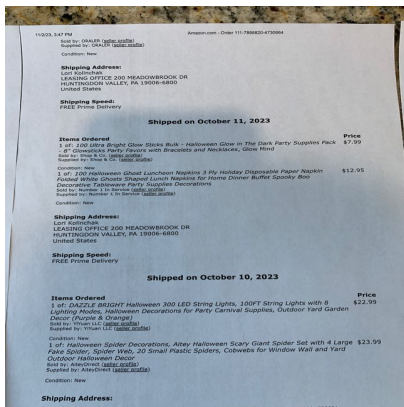 11/2/23, 3:47 PM Amazon.com - Order 111-7866820-4730664
Sold by: ORALER (seller profile)
Supplied by: ORALER (seller profile)
Condition: New
Shipping Address:
Lori Kolinchak
LEASING OFFICE 200 MEADOWBROOK DR
HUNTINGDON VALLEY, PA 19006-6800
United States
Shipping Speed:
FREE Prime Delivery
Shipped on October 11, 2023
Items Ordered Price
1 of: 100 Ultra Bright Glow Sticks Bulk - Halloween Glow in The Dark Party Supplies Pack $7.99
- 8" Glowsticks Party Favors with Bracelets and Necklaces, Glow Mind
Sold by: Shop & Co. (seller profile)
Supplied by: Shop & Co. (seller profile)
Condition: New
1 of: 100 Halloween Ghost Luncheon Napkins 3 Ply Holiday Disposable Paper Napkin $12.95
Folded White Ghosts Shaped Lunch Napkins for Home Dinner Buffet Spooky Boo
Decorative Tableware Party Supplies Decorations
Sold by: Number 1 In Service (seller profile)
Supplied by: Number 1 In Service (seller profile)
Condition: New
Shipping Address:
Lori Kolinchak
LEASING OFFICE 200 MEADOWBROOK DR
HUNTINGDON VALLEY, PA 19006-6800
United States
Shipping Speed:
FREE Prime Delivery
Shipped on October 10, 2023
Items Ordered Price
1 of: DAZZLE BRIGHT Halloween 300 LED String Lights, 100FT String Lights with 8 $22.99
Lighting Modes, Halloween Decorations for Party Carnival Supplies, Outdoor Yard Garden
Decor (Purple & Orange)
Sold by: YiYuan LLC (seller profile)
Supplied by: YiYuan LLC (seller profile)
Condition: New
1 of: Halloween Spider Decorations, Aitey Halloween Scary Giant Spider Set with 4 Large $23.99
Fake Spider, Spider Web, 20 Small Plastic Spiders, Cobwebs for Window Wall and Yard
Outdoor Halloween Decor
Sold by: AiteyDirect (seller profile)
Supplied by: AiteyDirect (seller profile)
Condition: New
Shipping Address: